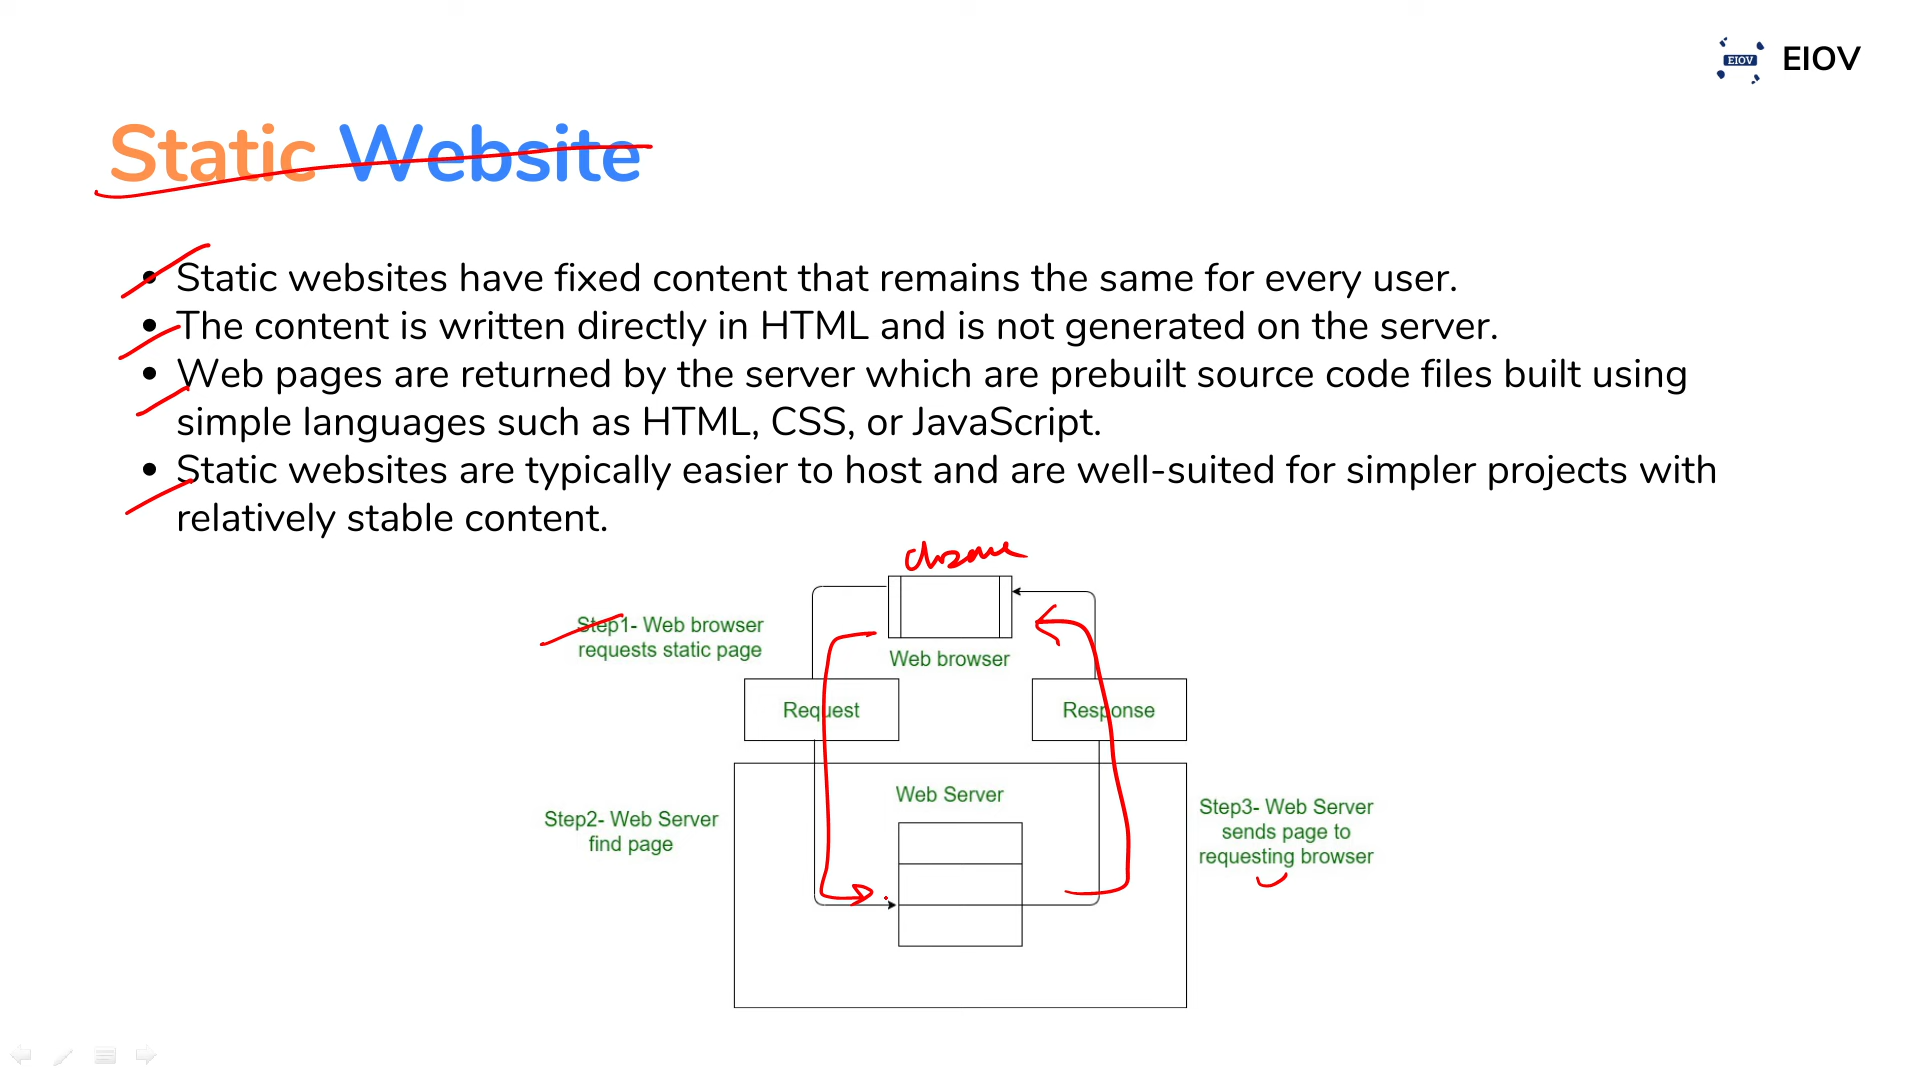 EIOV EIOV
Static Website
• Static websites have fixed content that remains the same for every user.
• The content is written directly in HTML and is not generated on the server.
• Web pages are returned by the server which are prebuilt source code files built using
simple languages such as HTML, CSS, or JavaScript.
• Static websites are typically easier to host and are well-suited for simpler projects with
relatively stable content.
chrome
Step1- Web browser
requests static page
Web browser
Request
Response
Web Server
Step2- Web Server
find page
Step3- Web Server
sends page to
requesting browser